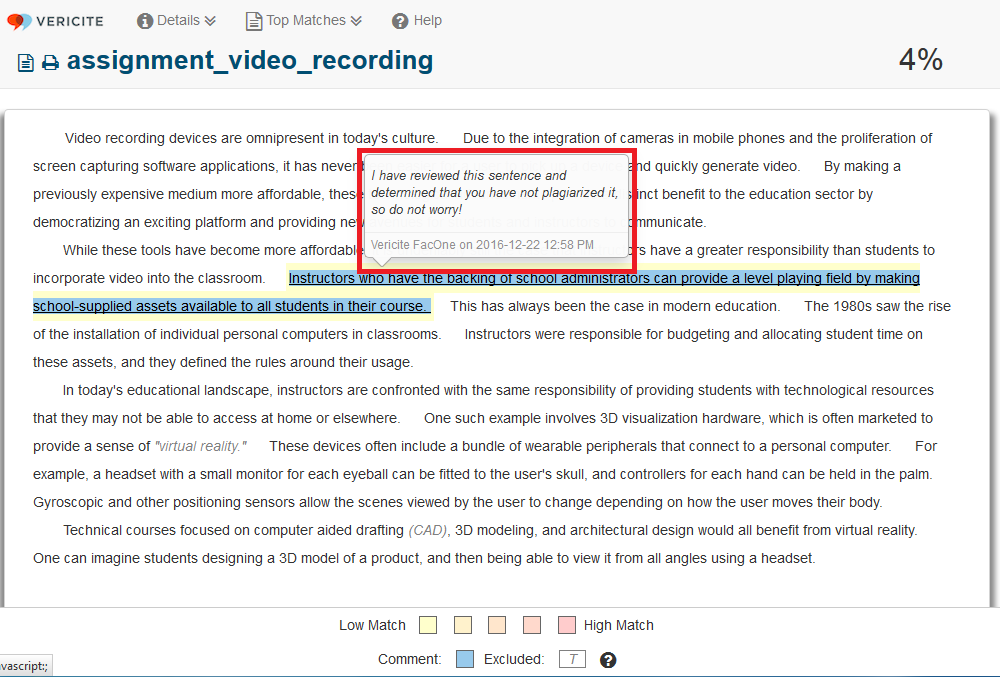 VERICITE Details Top Matches Help
assignment_video_recording 4%
Video recording devices are omnipresent in today's culture. Due to the integration of cameras in mobile phones and the proliferation of
screen capturing software applications, it has never and quickly generate video. By making a
I have reviewed this sentence and
previously expensive medium more affordable, these distinct benefit to the education sector by
determined that you have not plagiarized it,
so do not worry!
democratizing an exciting platform and providing communicate.
Vericite FacOne on 2016-12-22 12:58 PM
While these tools have become more affordable have a greater responsibility than students to
incorporate video into the classroom. Instructors who have the backing of school administrators can provide a level playing field by making
school-supplied assets available to all students in their course. This has always been the case in modern education. The 1980s saw the rise
of the installation of individual personal computers in classrooms. Instructors were responsible for budgeting and allocating student time on
these assets, and they defined the rules around their usage.
In today's educational landscape, instructors are confronted with the same responsibility of providing students with technological resources
that they may not be able to access at home or elsewhere. One such example involves 3D visualization hardware, which is often marketed to
provide a sense of "virtual reality." These devices often include a bundle of wearable peripherals that connect to a personal computer. For
example, a headset with a small monitor for each eyeball can be fitted to the user's skull, and controllers for each hand can be held in the palm.
Gyroscopic and other positioning sensors allow the scenes viewed by the user to change depending on how the user moves their body.
Technical courses focused on computer aided drafting (CAD), 3D modeling, and architectural design would all benefit from virtual reality.
One can imagine students designing a 3D model of a product, and then being able to view it from all angles using a headset.
Low Match High Match
Comment: Excluded: T
vascript:;